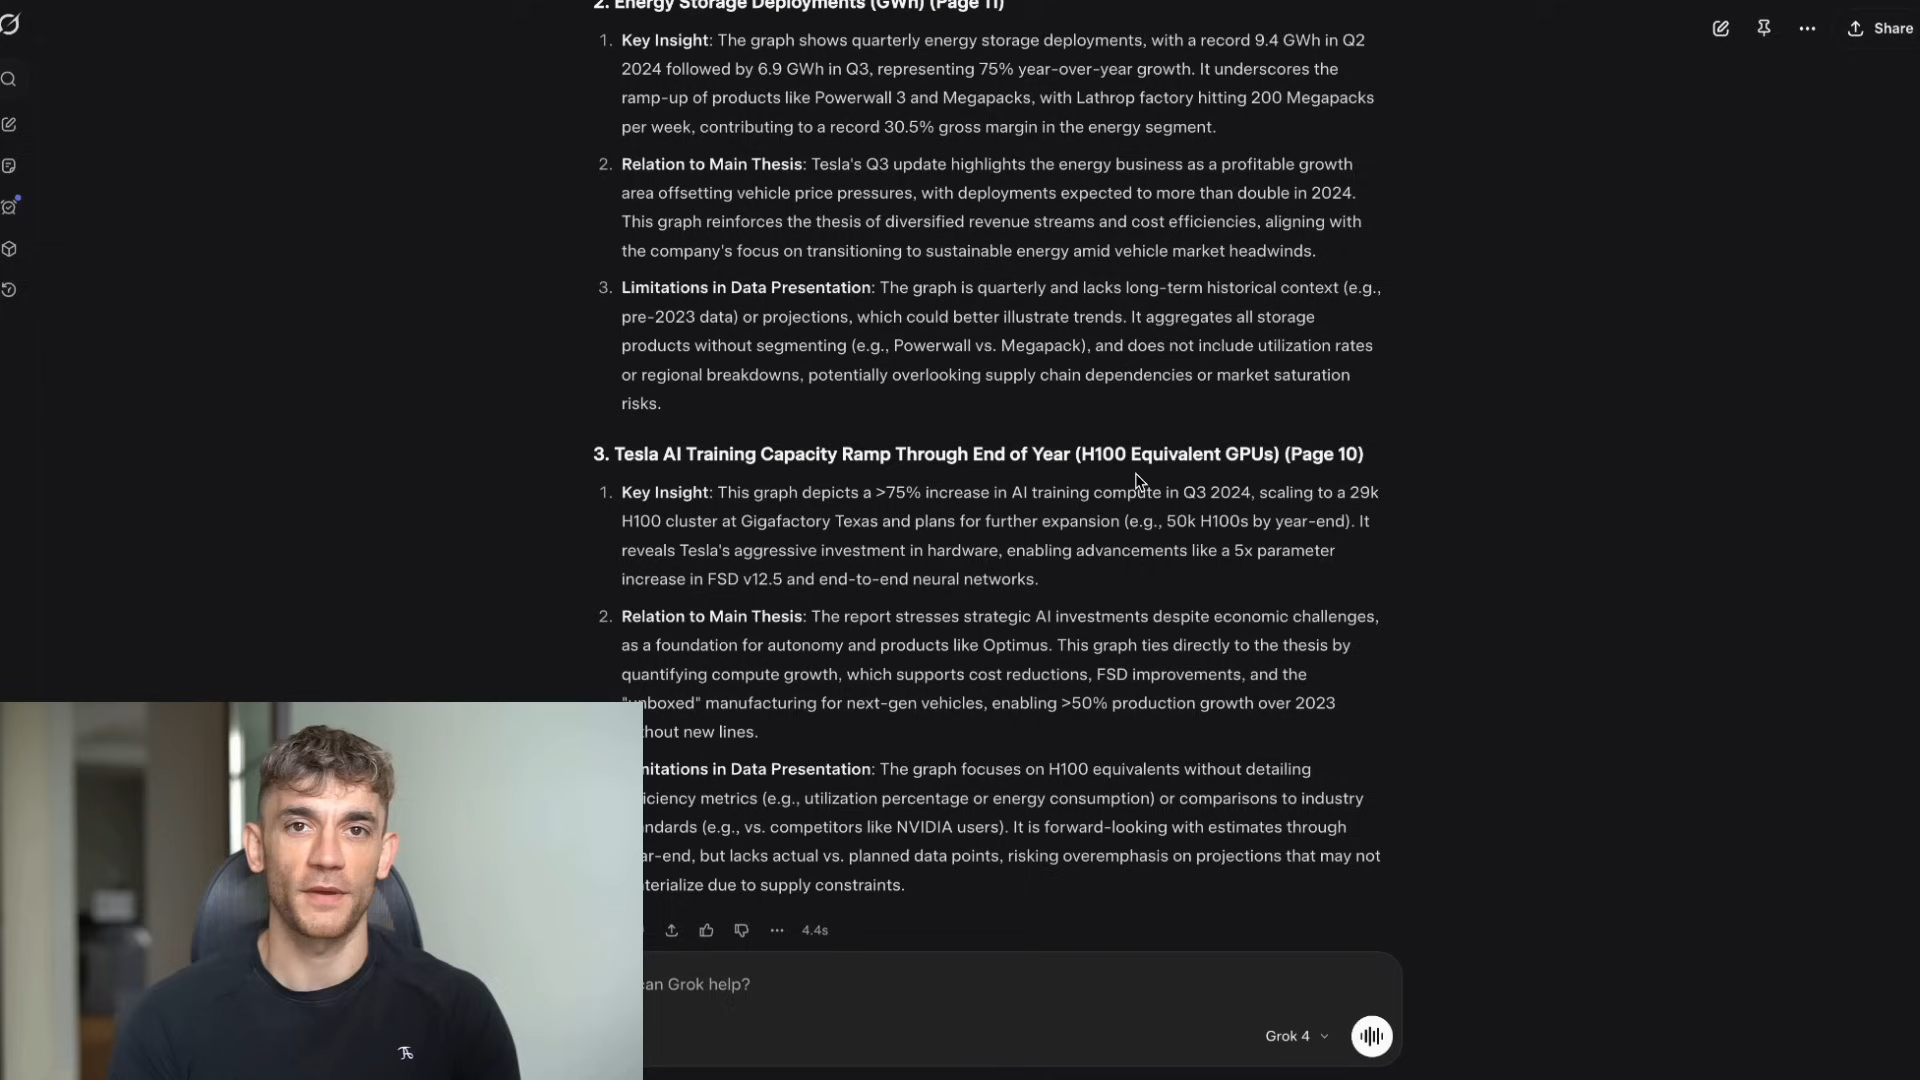 2. Energy Storage Deployments (GWh) (Page 11)
Share
1. Key Insight: The graph shows quarterly energy storage deployments, with a record 9.4 GWh in Q2
2024 followed by 6.9 GWh in Q3, representing 75% year-over-year growth. It underscores the
ramp-up of products like Powerwall 3 and Megapacks, with Lathrop factory hitting 200 Megapacks
per week, contributing to a record 30.5% gross margin in the energy segment.
2. Relation to Main Thesis: Tesla's Q3 update highlights the energy business as a profitable growth
area offsetting vehicle price pressures, with deployments expected to more than double in 2024.
This graph reinforces the thesis of diversified revenue streams and cost efficiencies, aligning with
the company's focus on transitioning to sustainable energy amid vehicle market headwinds.
3. Limitations in Data Presentation: The graph is quarterly and lacks long-term historical context (e.g.,
pre-2023 data) or projections, which could better illustrate trends. It aggregates all storage
products without segmenting (e.g., Powerwall vs. Megapack), and does not include utilization rates
or regional breakdowns, potentially overlooking supply chain dependencies or market saturation
risks.
3. Tesla AI Training Capacity Ramp Through End of Year (H100 Equivalent GPUs) (Page 10)
1. Key Insight: This graph depicts a >75% increase in AI training compute in Q3 2024, scaling to a 29k
H100 cluster at Gigafactory Texas and plans for further expansion (e.g., 50k H100s by year-end). It
reveals Tesla's aggressive investment in hardware, enabling advancements like a 5x parameter
increase in FSD v12.5 and end-to-end neural networks.
2. Relation to Main Thesis: The report stresses strategic AI investments despite economic challenges,
as a foundation for autonomy and products like Optimus. This graph ties directly to the thesis by
quantifying compute growth, which supports cost reductions, FSD improvements, and the
"unboxed" manufacturing for next-gen vehicles, enabling >50% production growth over 2023
thout new lines.
mitations in Data Presentation: The graph focuses on H100 equivalents without detailing
iciency metrics (e.g., utilization percentage or energy consumption) or comparisons to industry
ndards (e.g., vs. competitors like NVIDIA users). It is forward-looking with estimates through
ar-end, but lacks actual vs. planned data points, risking overemphasis on projections that may not
terialize due to supply constraints.
4.4s
can Grok help?
Grok 4